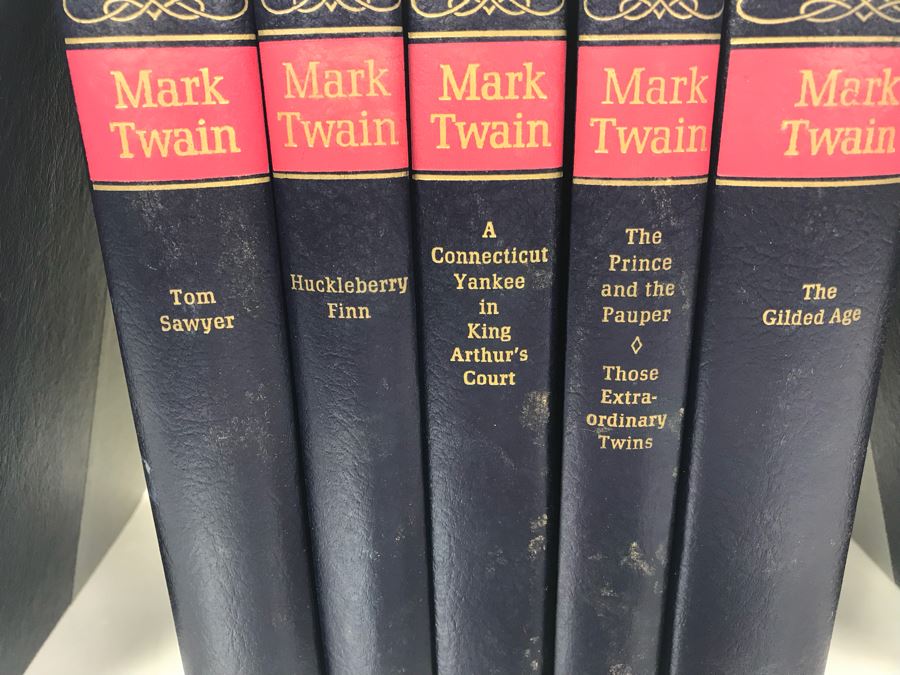 Mark
Twain
Tom
Sawyer
Mark
Twain
Huckleberry
Finn
Mark
Twain
A
Connecticut
Yankee
in
King
Arthur's
Court
Mark
Twain
The
Prince
and the
Pauper
◊
Those
Extra-
ordinary
Twins
Mark
Twain
The
Gilded Age